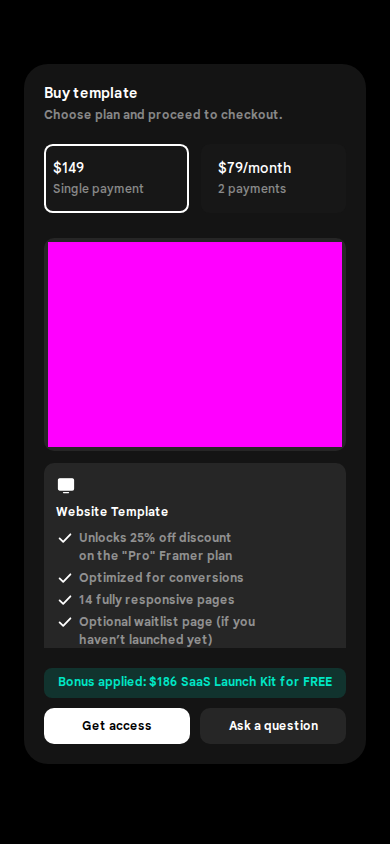 Buy template
Choose plan and proceed to checkout.
$149
Single payment
$79/month
2 payments
Website Template
Unlocks 25% off discount
on the "Pro" Framer plan
Optimized for conversions
14 fully responsive pages
Optional waitlist page (if you
haven’t launched yet)
Bonus applied: $186 SaaS Launch Kit for FREE
Get access
Ask a question